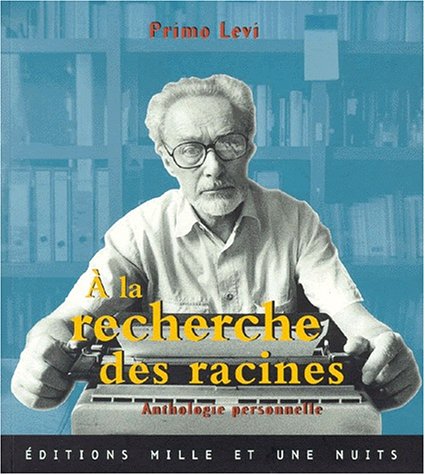 Primo Levi
À la
recherche
des racines
Anthologie personnelle
ÉDITIONS MILLE ET UNE NUITS